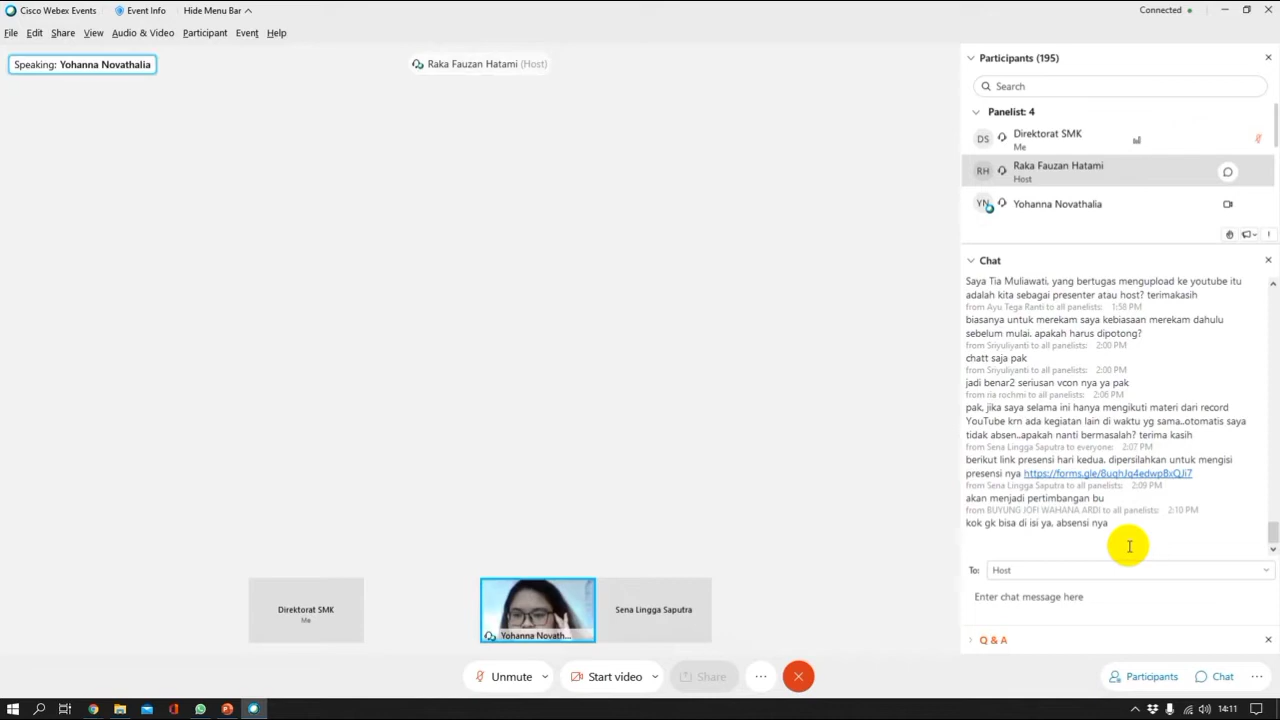 Cisco Webex Events
Event Info
Hide Menu Bar
Connected
File Edit Share View Audio & Video Participant Event Help
Speaking: Yohanna Novathalia
Raka Fauzan Hatami (Host)
Participants (195)
Search
Panelist: 4
DS
Direktorat SMK
Me
RH
Raka Fauzan Hatami
Host
YN
Yohanna Novathalia
Chat
Saya Tia Muliawati, yang bertugas mengupload ke youtube itu
adalah kita sebagai presenter atau host? terimakasih
from Ayu Tega Ranti to all panelists: 1:58 PM
biasanya untuk merekam saya kebiasaan merekam dahulu
sebelum mulai. apakah harus dipotong?
from Sriyuliyanti to all panelists: 2:00 PM
chatt saja pak
from Sriyuliyanti to all panelists: 2:00 PM
jadi benar2 seriusan vcon nya ya pak
from ria rochmi to all panelists: 2:06 PM
pak, jika saya selama ini hanya mengikuti materi dari record
YouTube krn ada kegiatan lain di waktu yg sama..otomatis saya
tidak absen..apakah nanti bermasalah? terima kasih
from Sena Lingga Saputra to everyone: 2:07 PM
berikut link presensi hari kedua. dipersilahkan untuk mengisi
presensi nya https://forms.gle/8uqhJq4edwpBxQJi7
from Sena Lingga Saputra to all panelists: 2:09 PM
akan menjadi pertimbangan bu
from BUYUNG JOFI WAHANA ARDI to all panelists: 2:10 PM
kok gk bisa di isi ya, absensi nya
To: Host
Enter chat message here
Q & A
Direktorat SMK
Me
Yohanna Novath...
Sena Lingga Saputra
Unmute
Start video
Share
Participants
Chat
14:11